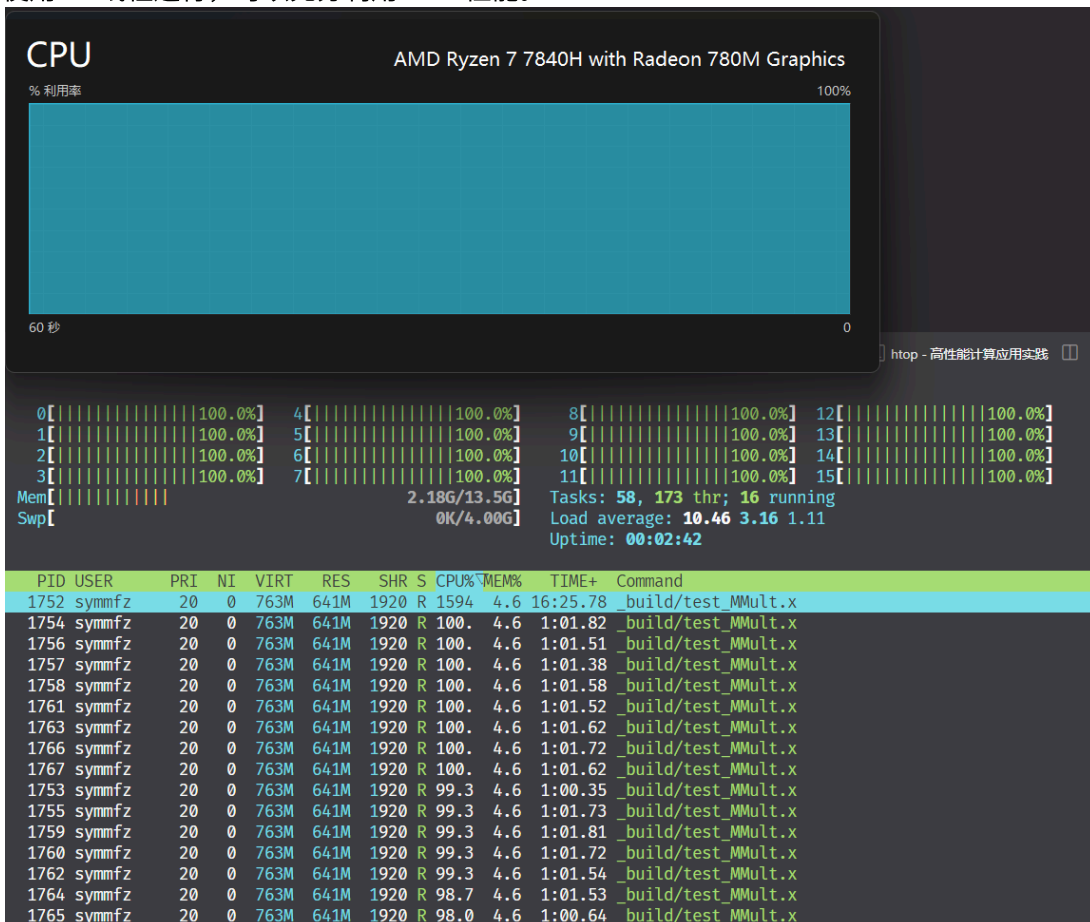 CPU
AMD Ryzen 7 7840H with Radeon 780M Graphics
% 利用率 100%
60 秒 0
htop - 高性能计算应用实践
0[|||||||||||||||100.0%] 4[|||||||||||||||100.0%] 8[|||||||||||||||100.0%] 12[|||||||||||||||100.0%]
1[|||||||||||||||100.0%] 5[|||||||||||||||100.0%] 9[|||||||||||||||100.0%] 13[|||||||||||||||100.0%]
2[|||||||||||||||100.0%] 6[|||||||||||||||100.0%] 10[|||||||||||||||100.0%] 14[|||||||||||||||100.0%]
3[|||||||||||||||100.0%] 7[|||||||||||||||100.0%] 11[|||||||||||||||100.0%] 15[|||||||||||||||100.0%]
Mem[|||||||||||||| 2.18G/13.5G] Tasks: 58, 173 thr; 16 running
Swp[ 0K/4.00G] Load average: 10.46 3.16 1.11
Uptime: 00:02:42
PID USER PRI NI VIRT RES SHR S CPU%▽MEM% TIME+ Command
1752 symmfz 20 0 763M 641M 1920 R 1594 4.6 16:25.78 _build/test_MMult.x
1754 symmfz 20 0 763M 641M 1920 R 100. 4.6 1:01.82 _build/test_MMult.x
1756 symmfz 20 0 763M 641M 1920 R 100. 4.6 1:01.51 _build/test_MMult.x
1757 symmfz 20 0 763M 641M 1920 R 100. 4.6 1:01.38 _build/test_MMult.x
1758 symmfz 20 0 763M 641M 1920 R 100. 4.6 1:01.58 _build/test_MMult.x
1761 symmfz 20 0 763M 641M 1920 R 100. 4.6 1:01.52 _build/test_MMult.x
1763 symmfz 20 0 763M 641M 1920 R 100. 4.6 1:01.62 _build/test_MMult.x
1766 symmfz 20 0 763M 641M 1920 R 100. 4.6 1:01.72 _build/test_MMult.x
1767 symmfz 20 0 763M 641M 1920 R 100. 4.6 1:01.62 _build/test_MMult.x
1753 symmfz 20 0 763M 641M 1920 R 99.3 4.6 1:00.35 _build/test_MMult.x
1755 symmfz 20 0 763M 641M 1920 R 99.3 4.6 1:01.73 _build/test_MMult.x
1759 symmfz 20 0 763M 641M 1920 R 99.3 4.6 1:01.81 _build/test_MMult.x
1760 symmfz 20 0 763M 641M 1920 R 99.3 4.6 1:01.72 _build/test_MMult.x
1762 symmfz 20 0 763M 641M 1920 R 99.3 4.6 1:01.54 _build/test_MMult.x
1764 symmfz 20 0 763M 641M 1920 R 98.7 4.6 1:01.53 _build/test_MMult.x
1765 symmfz 20 0 763M 641M 1920 R 98.0 4.6 1:00.64 _build/test_MMult.x